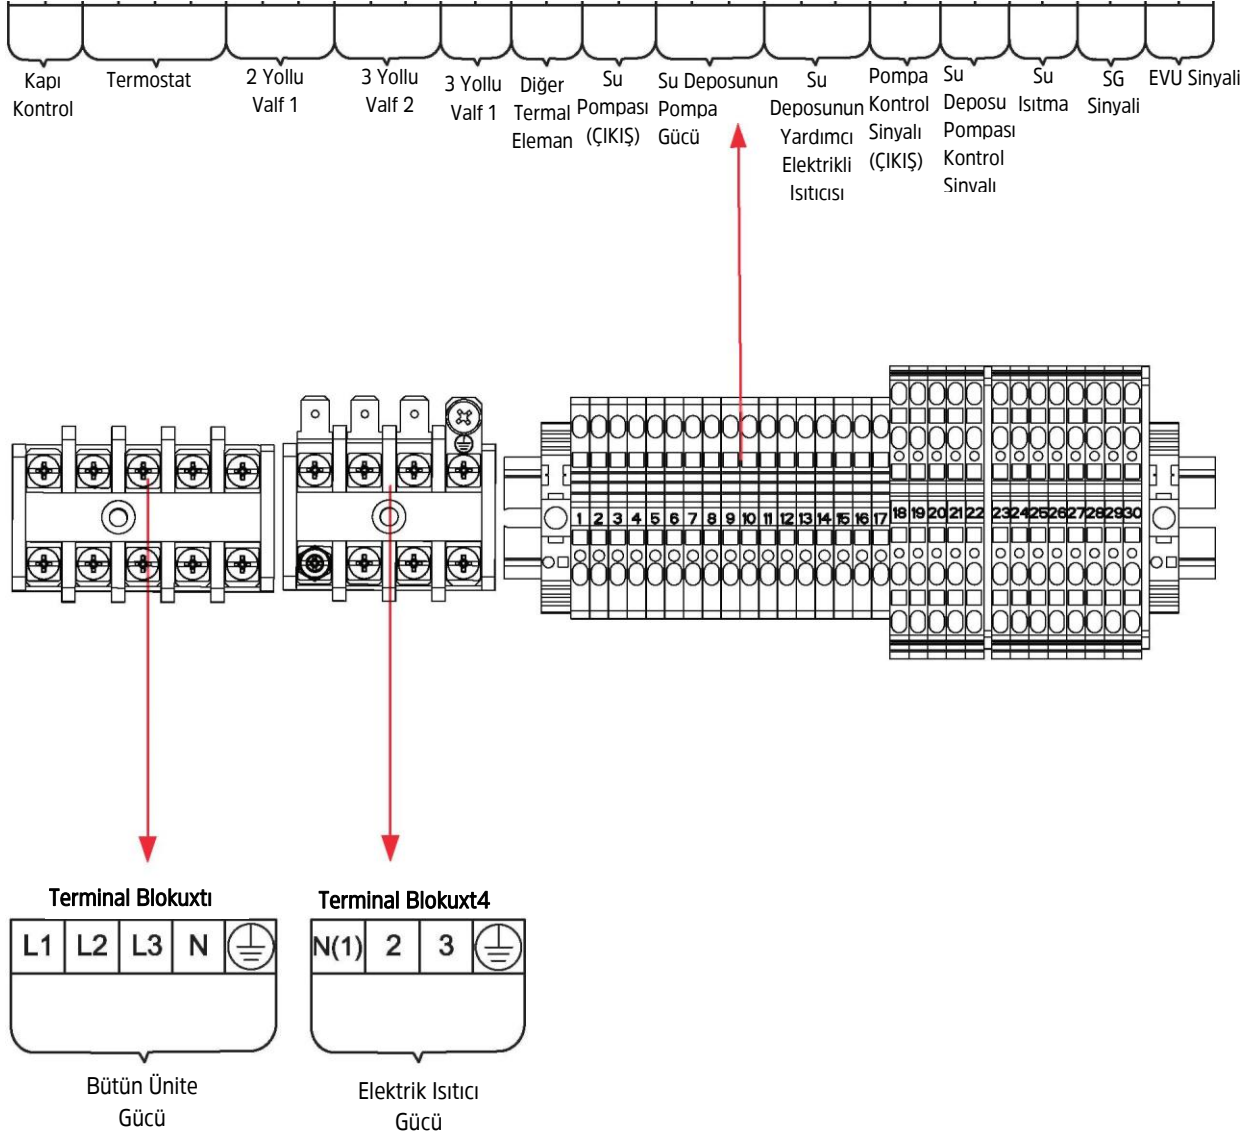 Kapı
Kontrol
Termostat
2 Yollu
Valf 1
3 Yollu
Valf 2
3 Yollu
Valf 1
Diğer
Termal
Eleman
Su
Pompası
(ÇIKIŞ)
Su Deposunun
Pompa
Gücü
Su
Deposunun
Yardımcı
Elektrikli
Isıtıcısı
Pompa
Kontrol
Sinyalı
(ÇIKIŞ)
Su
Deposu
Pompası
Kontrol
Sinyalı
Su
Isıtma
SG
Sinyali
EVU Sinyali
1 2 3 4 5 6 7 8 9 10 11 12 13 14 15 16 17 18 19 20 21 22 23 24 25 26 27 28 29 30
Terminal Blokuxtı
L1 L2 L3 N
Bütün Ünite
Gücü
Terminal Blokuxt4
N(1) 2 3
Elektrik Isıtıcı
Gücü